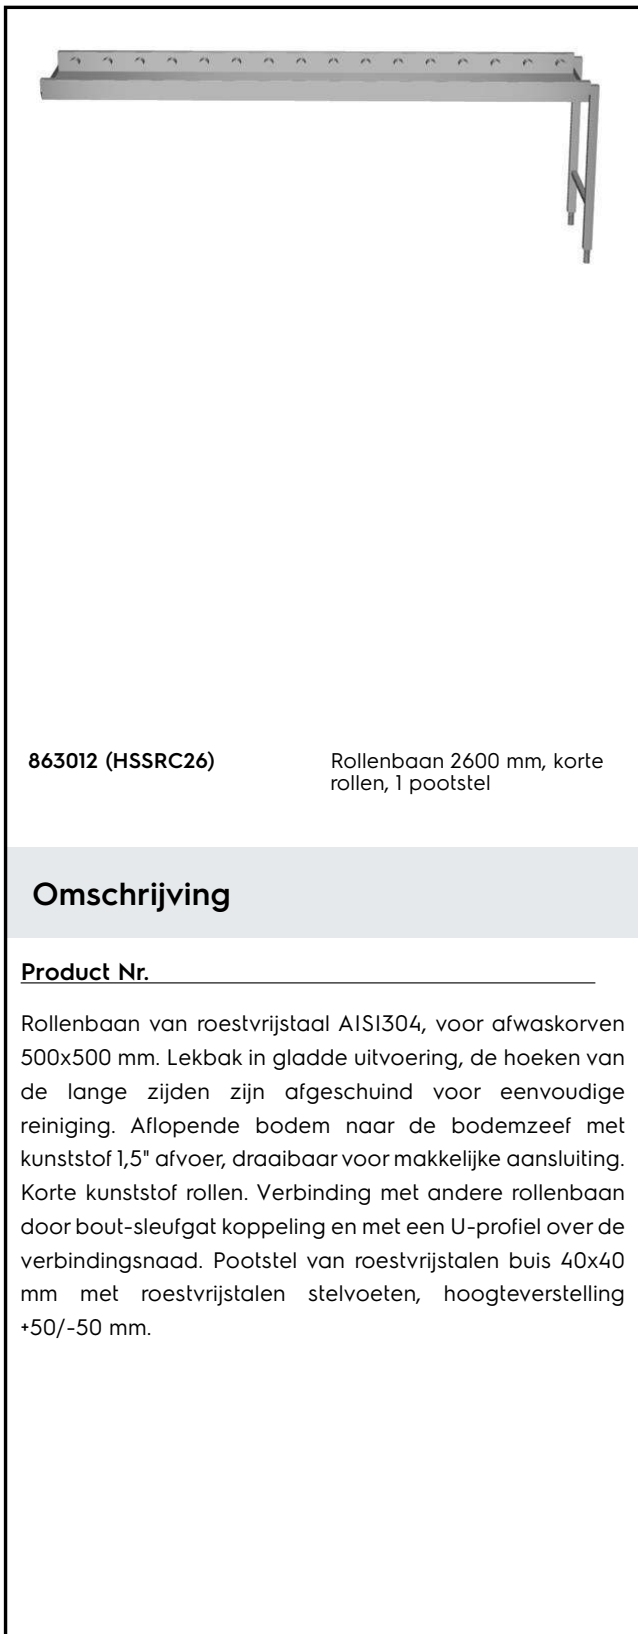 863012 (HSSRC26)
Rollenbaan 2600 mm, korte
rollen, 1 pootstel
Omschrijving
Product Nr.
Rollenbaan van roestvrijstaal AISI304, voor afwaskorven
500x500 mm. Lekbak in gladde uitvoering, de hoeken van
de lange zijden zijn afgeschuind voor eenvoudige
reiniging. Aflopende bodem naar de bodemzeef met
kunststof 1,5" afvoer, draaibaar voor makkelijke aansluiting.
Korte kunststof rollen. Verbinding met andere rollenbaan
door bout-sleufgat koppeling en met een U-profiel over de
verbindingsnaad. Pootstel van roestvrijstalen buis 40x40
mm met roestvrijstalen stelvoeten, hoogteverstelling
+50/-50 mm.